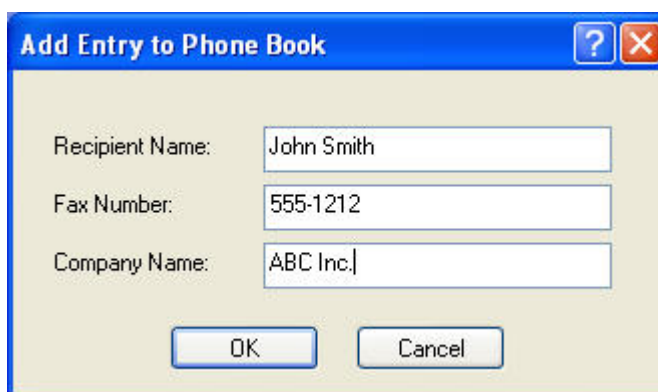 Add Entry to Phone Book
Recipient Name: John Smith
Fax Number: 555-1212
Company Name: ABC Inc.
OK Cancel